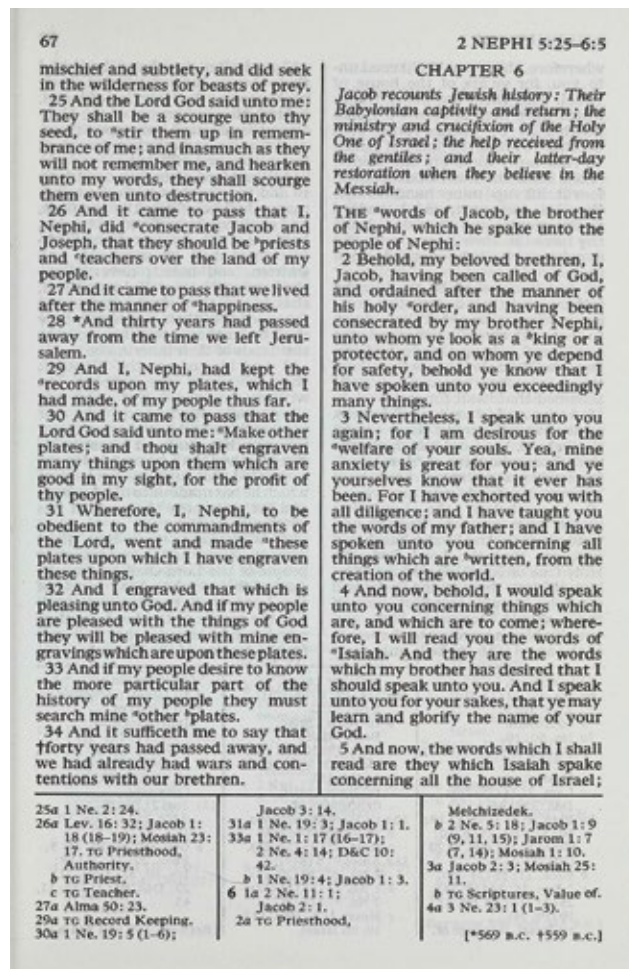 67
2 NEPHI 5:25–6:5
mischief and subtlety, and did seek
in the wilderness for beasts of prey.
25 And the Lord God said unto me:
They shall be a scourge unto thy
seed, to ᵃstir them up in remem-
brance of me; and inasmuch as they
will not remember me, and hearken
unto my words, they shall scourge
them even unto destruction.
26 And it came to pass that I,
Nephi, did ᵃconsecrate Jacob and
Joseph, that they should be ᵇpriests
and ᶜteachers over the land of my
people.
27 And it came to pass that we lived
after the manner of ᵃhappiness.
28 *And thirty years had passed
away from the time we left Jeru-
salem.
29 And I, Nephi, had kept the
ᵃrecords upon my plates, which I
had made, of my people thus far.
30 And it came to pass that the
Lord God said unto me: ᵃMake other
plates; and thou shalt engraven
many things upon them which are
good in my sight, for the profit of
thy people.
31 Wherefore, I, Nephi, to be
obedient to the commandments of
the Lord, went and made ᵃthese
plates upon which I have engraven
these things.
32 And I engraved that which is
pleasing unto God. And if my people
are pleased with the things of God
they will be pleased with mine en-
gravings which are upon these plates.
33 And if my people desire to know
the more particular part of the
history of my people they must
search mine ᵃother ᵇplates.
34 And it sufficeth me to say that
†forty years had passed away, and
we had already had wars and con-
tentions with our brethren.
CHAPTER 6
Jacob recounts Jewish history: Their
Babylonian captivity and return; the
ministry and crucifixion of the Holy
One of Israel; the help received from
the gentiles; and their latter-day
restoration when they believe in the
Messiah.
THE ᵃwords of Jacob, the brother
of Nephi, which he spake unto the
people of Nephi:
2 Behold, my beloved brethren, I,
Jacob, having been called of God,
and ordained after the manner of
his holy ᵃorder, and having been
consecrated by my brother Nephi,
unto whom ye look as a ᵇking or a
protector, and on whom ye depend
for safety, behold ye know that I
have spoken unto you exceedingly
many things.
3 Nevertheless, I speak unto you
again; for I am desirous for the
ᵃwelfare of your souls. Yea, mine
anxiety is great for you; and ye
yourselves know that it ever has
been. For I have exhorted you with
all diligence; and I have taught you
the words of my father; and I have
spoken unto you concerning all
things which are ᵇwritten, from the
creation of the world.
4 And now, behold, I would speak
unto you concerning things which
are, and which are to come; where-
fore, I will read you the words of
ᵃIsaiah. And they are the words
which my brother has desired that I
should speak unto you. And I speak
unto you for your sakes, that ye may
learn and glorify the name of your
God.
5 And now, the words which I shall
read are they which Isaiah spake
concerning all the house of Israel;
25a 1 Ne. 2: 24.
26a Lev. 16: 32; Jacob 1:
18 (18–19); Mosiah 23:
17. TG Priesthood,
Authority.
b TG Priest.
c TG Teacher.
27a Alma 50: 23.
29a TG Record Keeping.
30a 1 Ne. 19: 5 (1–6);
Jacob 3: 14.
31a 1 Ne. 19: 3; Jacob 1: 1.
33a 1 Ne. 1: 17 (16–17);
2 Ne. 4: 14; D&C 10:
42.
b 1 Ne. 19: 4; Jacob 1: 3.
6 1a 2 Ne. 11: 1;
Jacob 2: 1.
2a TG Priesthood,
Melchizedek.
b 2 Ne. 5: 18; Jacob 1: 9
(9, 11, 15); Jarom 1: 7
(7, 14); Mosiah 1: 10.
3a Jacob 2: 3; Mosiah 25:
11.
b TG Scriptures, Value of.
4a 3 Ne. 23: 1 (1–3).
[*569 B.C. †559 B.C.]